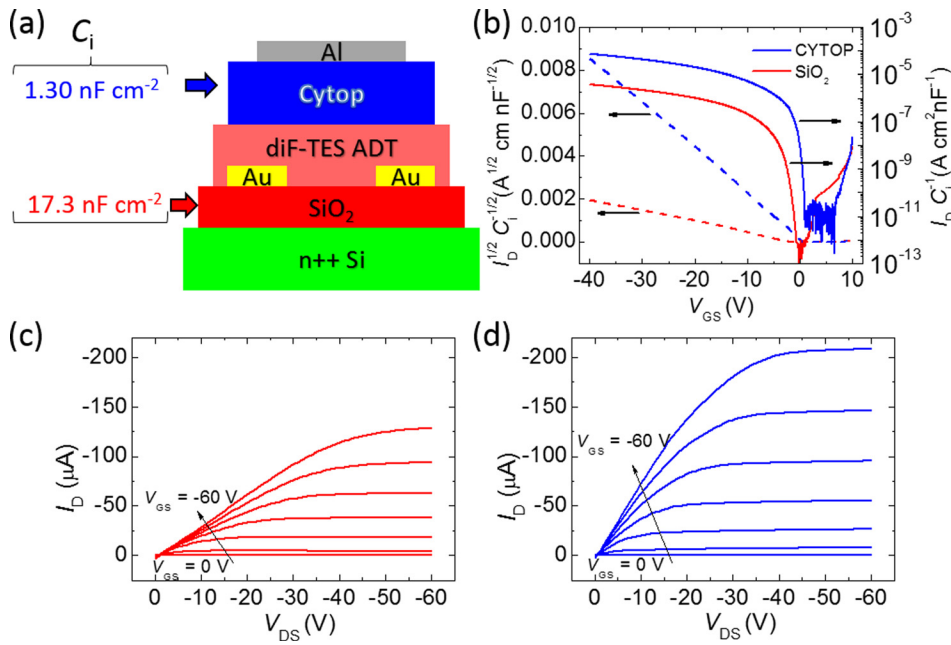 (a)
C_i
1.30 nF cm⁻²
17.3 nF cm⁻²
Al
Cytop
diF-TES ADT
Au Au
SiO₂
n++ Si
(b)
I_D^1/2 C_i^-1/2 (A^1/2 cm nF^-1/2)
0.010
0.008
0.006
0.004
0.002
0.000
CYTOP
SiO₂
10⁻³
10⁻⁵
10⁻⁷
10⁻⁹
10⁻¹¹
10⁻¹³
I_D C_i⁻¹(A cm²nF⁻¹)
-40 -30 -20 -10 0 10
V_GS (V)
(c)
I_D (μA)
-200
-150
-100
-50
0
V_GS = -60 V
V_GS = 0 V
0 -10 -20 -30 -40 -50 -60
V_DS (V)
(d)
I_D (μA)
-200
-150
-100
-50
0
V_GS = -60 V
V_GS = 0 V
0 -10 -20 -30 -40 -50 -60
V_DS (V)